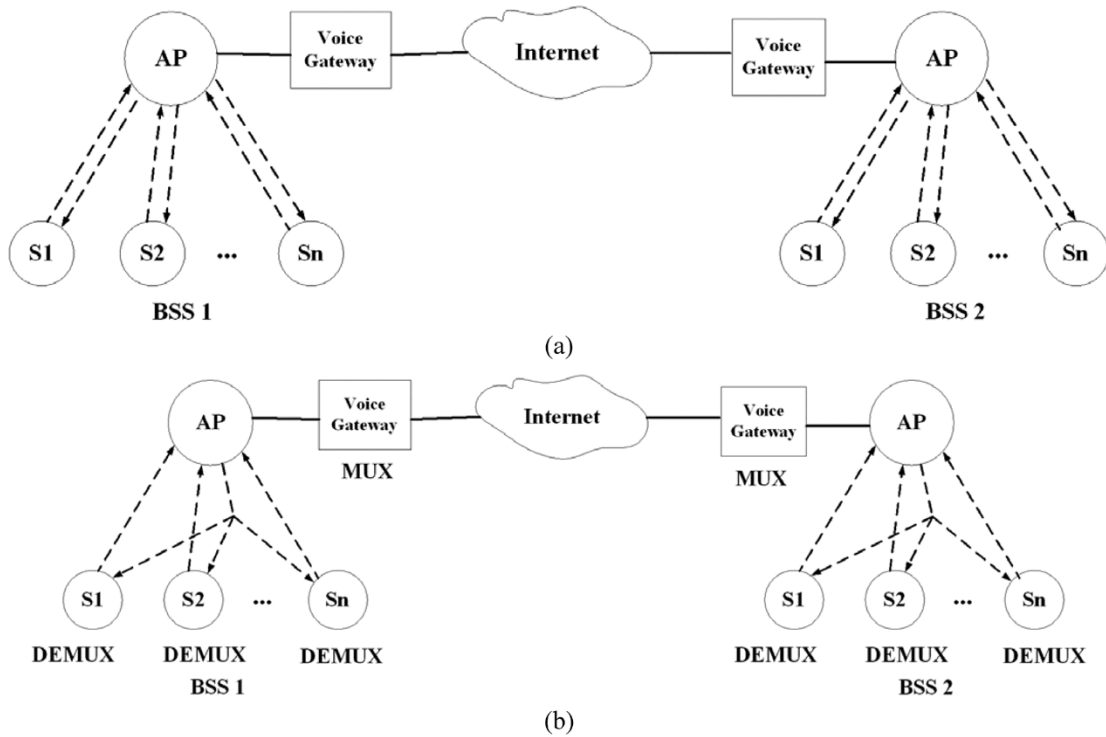 AP
Voice
Gateway
Internet
Voice
Gateway
AP
S1
S2
...
Sn
S1
S2
...
Sn
BSS 1
BSS 2
(a)
AP
Voice
Gateway
Internet
Voice
Gateway
AP
MUX
MUX
S1
S2
...
Sn
S1
S2
...
Sn
DEMUX
DEMUX
DEMUX
DEMUX
DEMUX
DEMUX
BSS 1
BSS 2
(b)